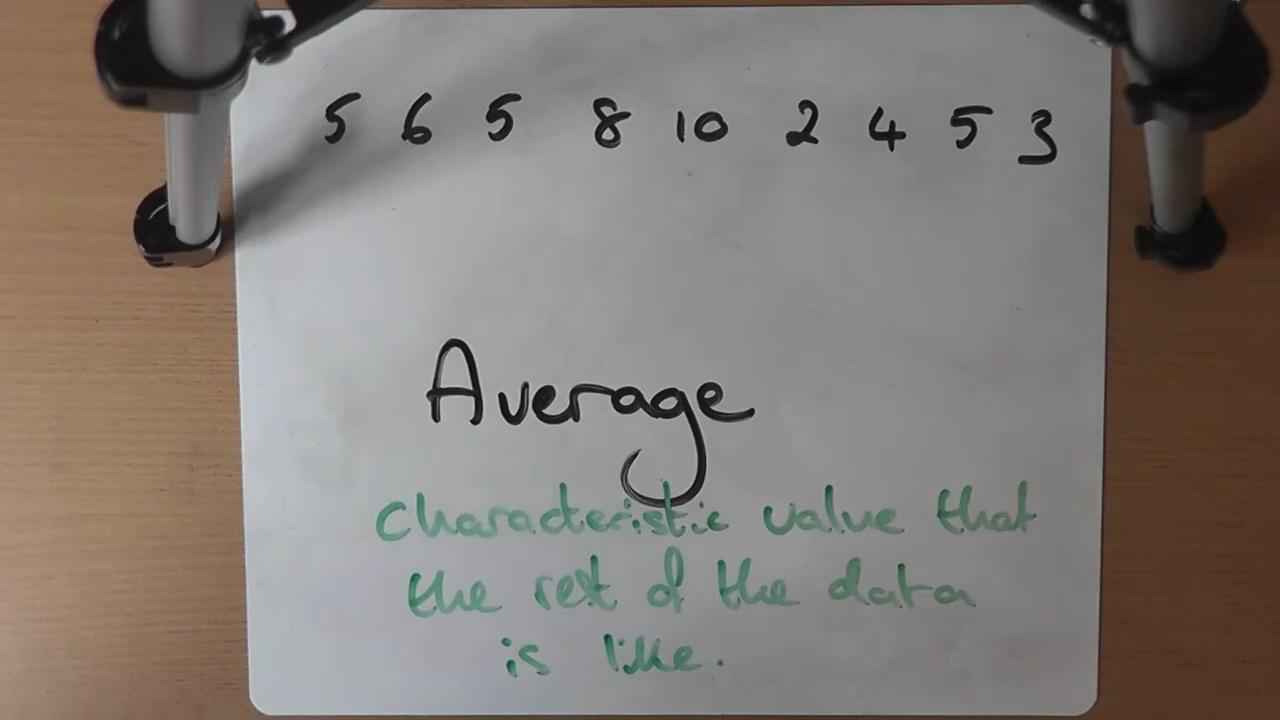 5 6 5 8 10 2 4 5 3
Average
Characteristic value that
the rest of the data
is like.